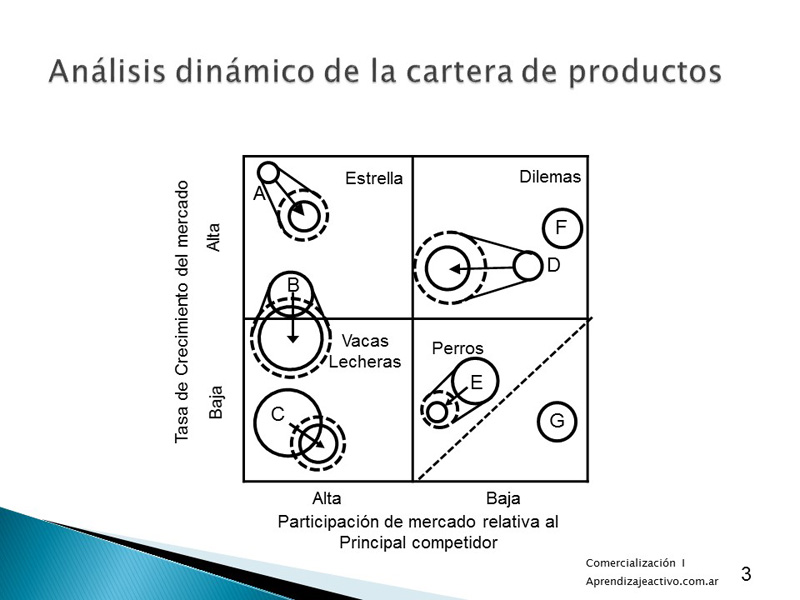 Análisis dinámico de la cartera de productos
Estrella
Dilemas
A
F
D
B
Vacas
Lecheras
Perros
E
C
G
Tasa de Crecimiento del mercado
Alta
Baja
Alta
Baja
Participación de mercado relativa al
Principal competidor
Comercialización I
Aprendizajeactivo.com.ar
3